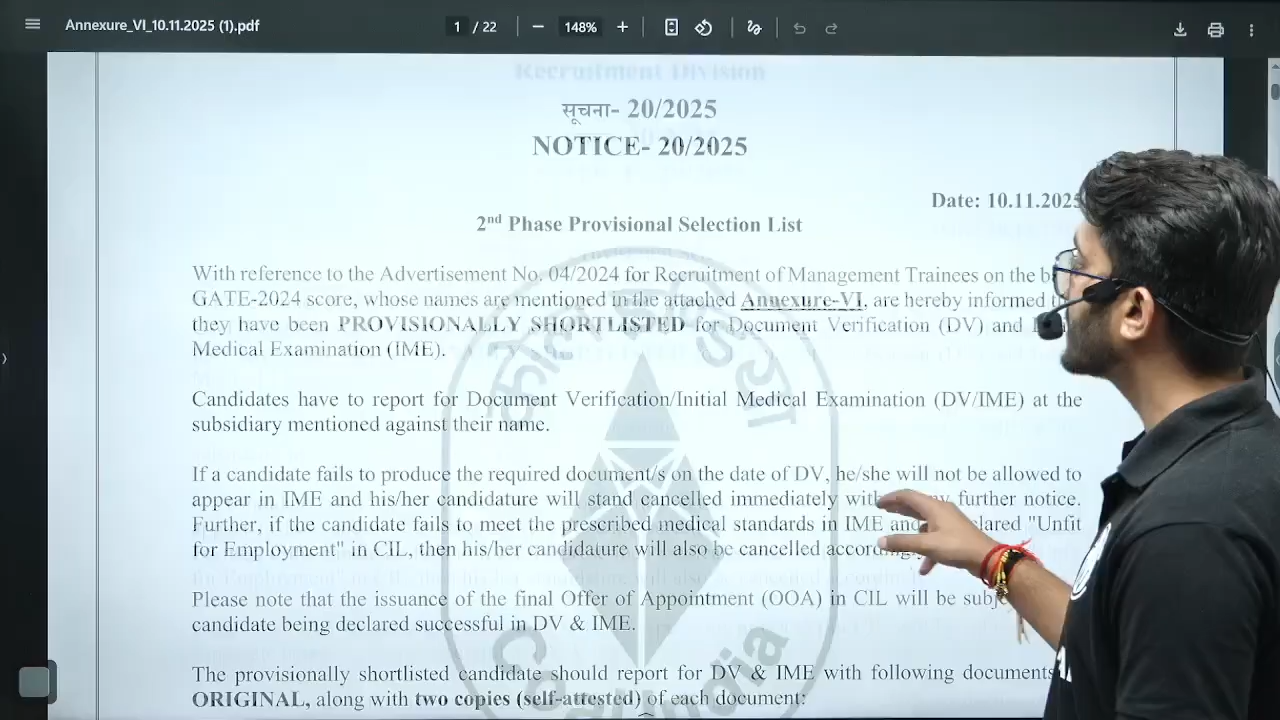 Annexure_VI_10.11.2025 (1).pdf
1 / 22
148%
Recruitment Division
सूचना- 20/2025
NOTICE- 20/2025
Date: 10.11.2025
2nd Phase Provisional Selection List
With reference to the Advertisement No. 04/2024 for Recruitment of Management Trainees on the
GATE-2024 score, whose names are mentioned in the attached Annexure-VI, are hereby informed
they have been PROVISIONALLY SHORTLISTED for Document Verification (DV) and
Medical Examination (IME).
Candidates have to report for Document Verification/Initial Medical Examination (DV/IME) at the
subsidiary mentioned against their name.
If a candidate fails to produce the required document/s on the date of DV, he/she will not be allowed to
appear in IME and his/her candidature will stand cancelled immediately further notice.
Further, if the candidate fails to meet the prescribed medical standards in IME and "Unfit
for Employment" in CIL, then his/her candidature will also be cancelled
Please note that the issuance of the final Offer of Appointment (OOA) in CIL will be
candidate being declared successful in DV & IME.
The provisionally shortlisted candidate should report for DV & IME with following documents
ORIGINAL, along with two copies (self-attested) of each document:
कोल इण्डिया
Coal India